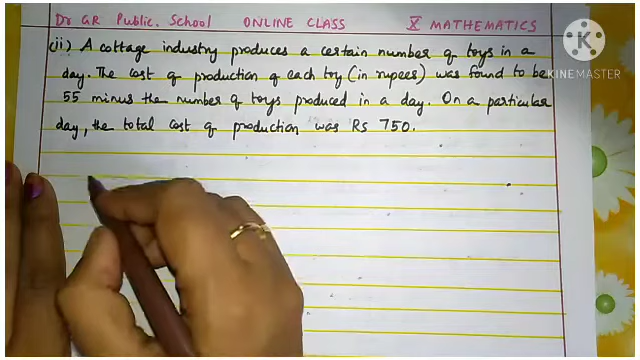 Dr GR Public. School ONLINE CLASS X MATHEMATICS
(ii) A cottage industry produces a certain number of toys in a
day. The cost of production of each toy (in rupees) was found to be
55 minus the number of toys produced in a day. On a particular
day, the total cost of production was Rs 750.
KINEMASTER